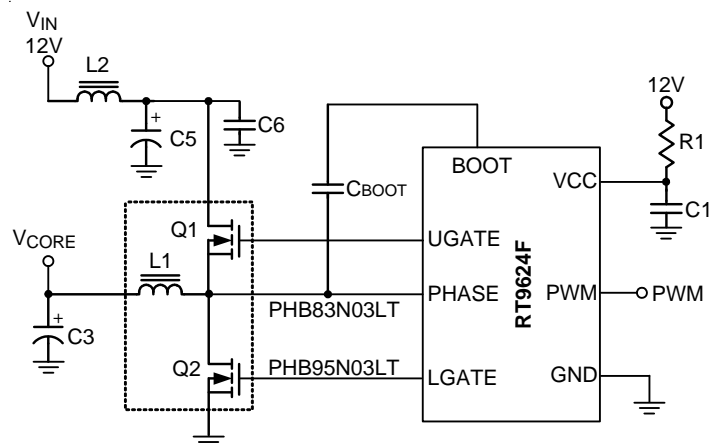 VIN
12V
L2
C5
C6
12V
R1
BOOT
CBOOT
VCC
C1
Q1
UGATE
VCORE
L1
PHASE
RT9624F
PWM
PWM
PHB83N03LT
C3
Q2
PHB95N03LT
LGATE
GND